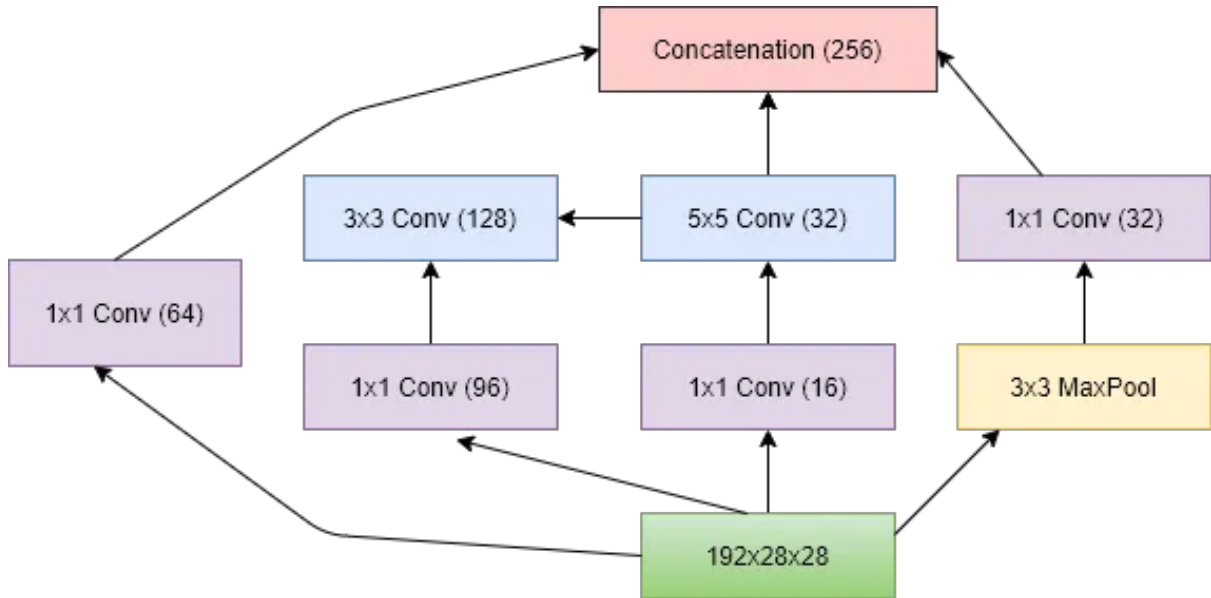 Concatenation (256)
3x3 Conv (128)
5x5 Conv (32)
1x1 Conv (32)
1x1 Conv (64)
1x1 Conv (96)
1x1 Conv (16)
3x3 MaxPool
192x28x28